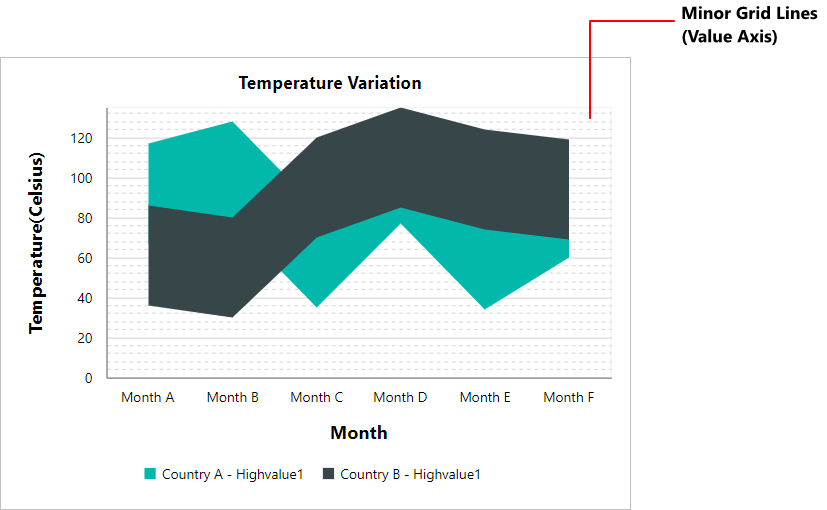 Minor Grid Lines
(Value Axis)
Temperature Variation
Temperature(Celsius)
120
100
80
60
40
20
0
Month A Month B Month C Month D Month E Month F
Month
Country A - Highvalue1 Country B - Highvalue1